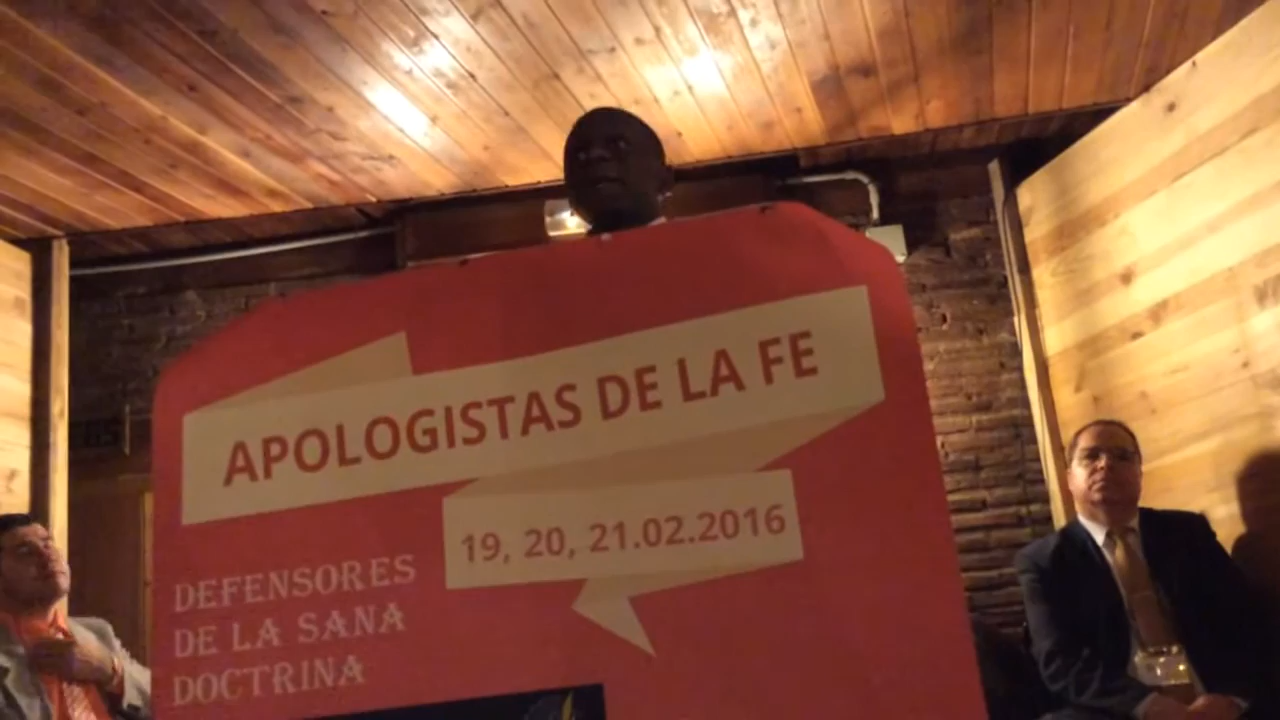 APOLOGISTAS DE LA FE
19, 20, 21.02.2016
DEFENSORES
DE LA SANA
DOCTRINA